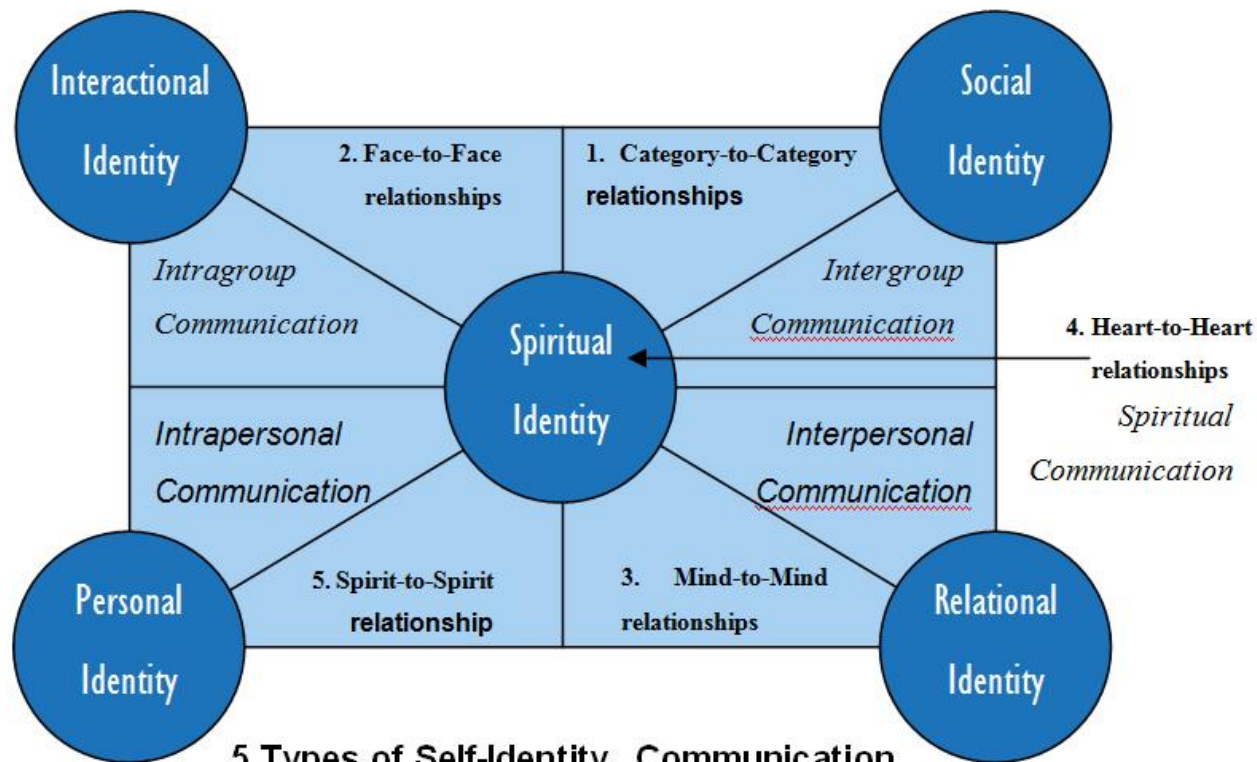 Interactional
Identity
Social
Identity
2. Face-to-Face
relationships
1. Category-to-Category
relationships
Intragroup
Communication
Intergroup
Communication
Spiritual
Identity
4. Heart-to-Heart
relationships
Spiritual
Communication
Intrapersonal
Communication
Interpersonal
Communication
Personal
Identity
5. Spirit-to-Spirit
relationship
3. Mind-to-Mind
relationships
Relational
Identity
5 Types of Self-Identity, Communication